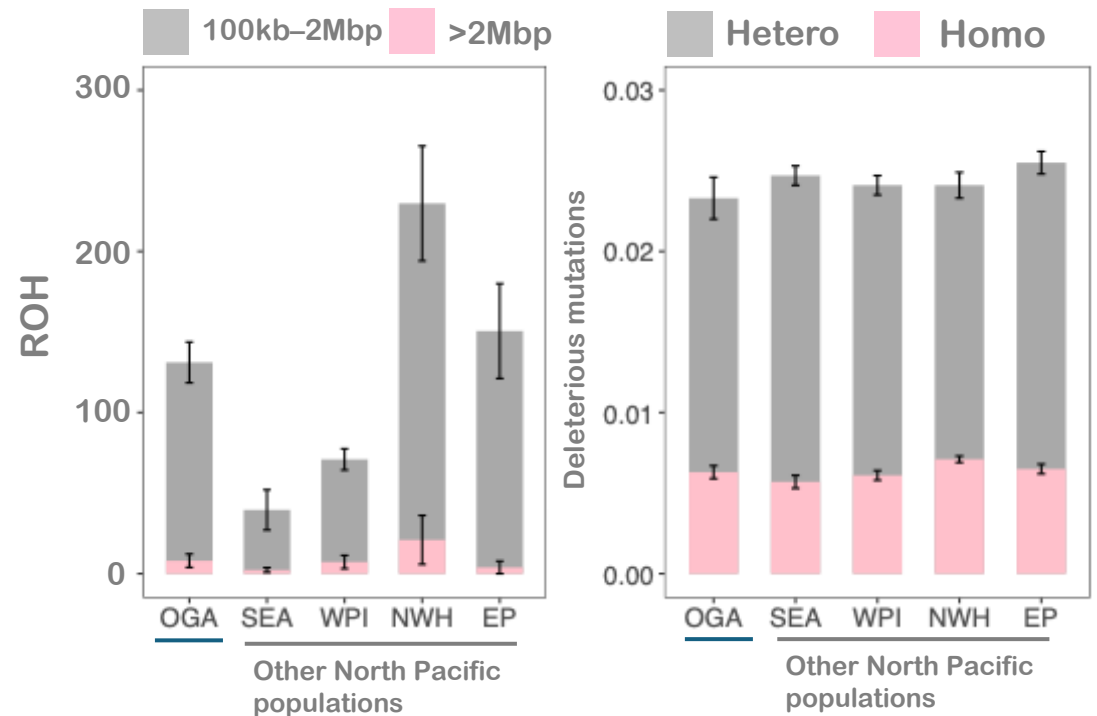 100kb–2Mbp >2Mbp
300
200
100
0
ROH
OGA SEA WPI NWH EP
Other North Pacific
populations
Hetero Homo
0.03
0.02
0.01
0.00
Deleterious mutations
OGA SEA WPI NWH EP
Other North Pacific
populations